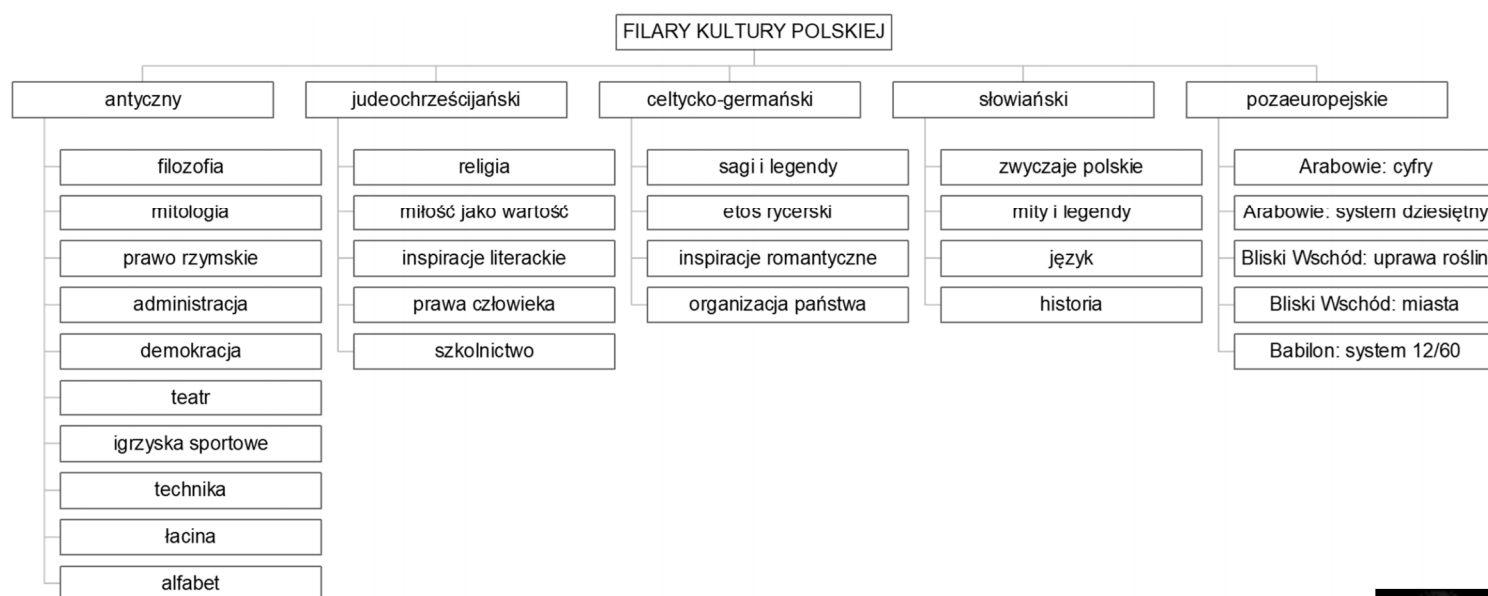 FILARY KULTURY POLSKIEJ
antyczny
filozofia
mitologia
prawo rzymskie
administracja
demokracja
teatr
igrzyska sportowe
technika
łacina
alfabet
judeochrześcijański
religia
miłość jako wartość
inspiracje literackie
prawa człowieka
szkolnictwo
celtycko-germański
sagi i legendy
etos rycerski
inspiracje romantyczne
organizacja państwa
słowiański
zwyczaje polskie
mity i legendy
język
historia
pozaeuropejskie
Arabowie: cyfry
Arabowie: system dziesiętny
Bliski Wschód: uprawa roślin
Bliski Wschód: miasta
Babilon: system 12/60